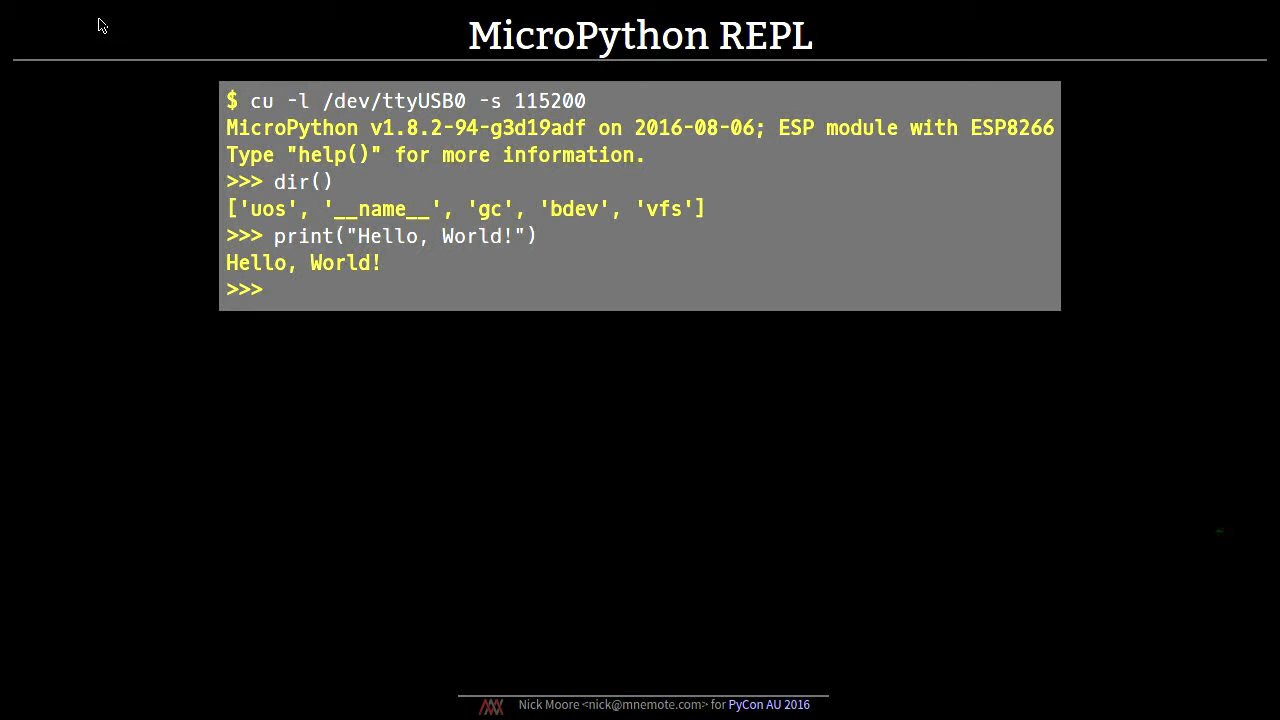 MicroPython REPL
$ cu -l /dev/ttyUSB0 -s 115200
MicroPython v1.8.2-94-g3d19adf on 2016-08-06; ESP module with ESP8266
Type "help()" for more information.
>>> dir()
['uos', '__name__', 'gc', 'bdev', 'vfs']
>>> print("Hello, World!")
Hello, World!
>>>
Nick Moore <nick@mnemote.com> for PyCon AU 2016